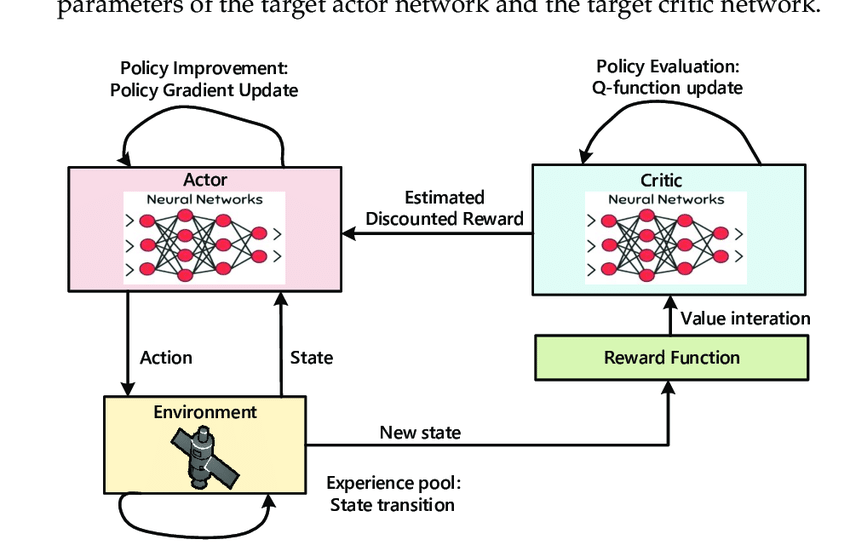 parameters of the target actor network and the target critic network.
Policy Improvement:
Policy Gradient Update
Policy Evaluation:
Q-function update
Actor
Neural Networks
Estimated
Discounted Reward
Critic
Neural Networks
Value interation
Action
State
Reward Function
Environment
New state
Experience pool:
State transition